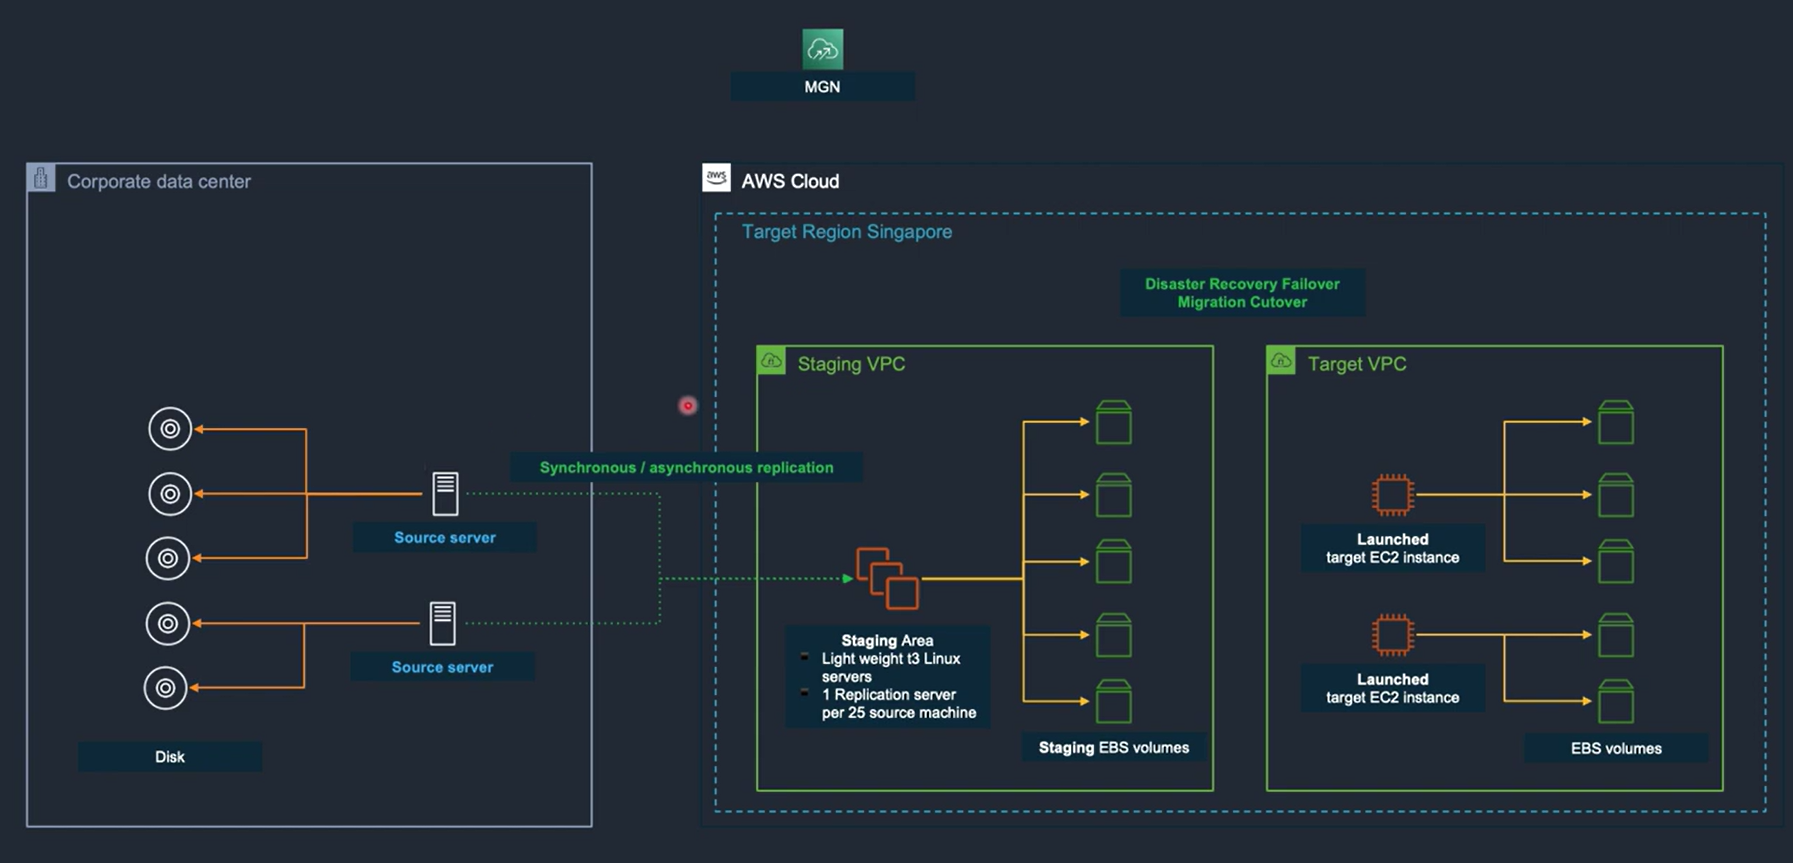 MGN
Corporate data center
aws
AWS Cloud
Target Region Singapore
Disaster Recovery Failover
Migration Cutover
Staging VPC
Target VPC
Synchronous / asynchronous replication
Source server
Source server
Disk
Staging Area
Light weight t3 Linux
servers
1 Replication server
per 25 source machine
Staging EBS volumes
Launched
target EC2 instance
Launched
target EC2 instance
EBS volumes